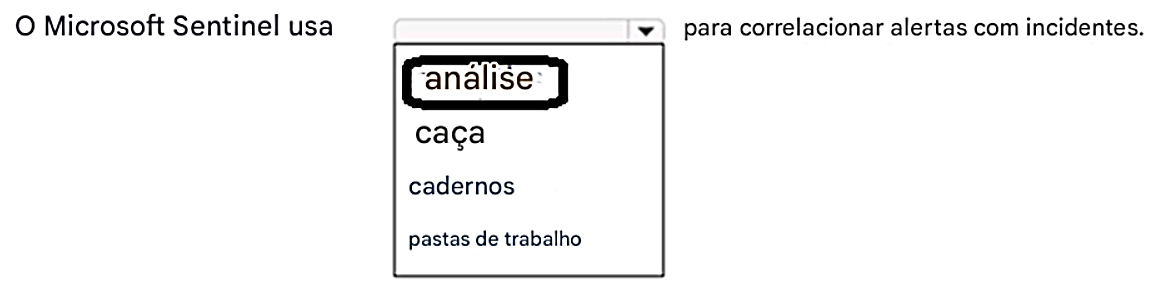 O Microsoft Sentinel usa para correlacionar alertas com incidentes.
análise
caça
cadernos
pastas de trabalho